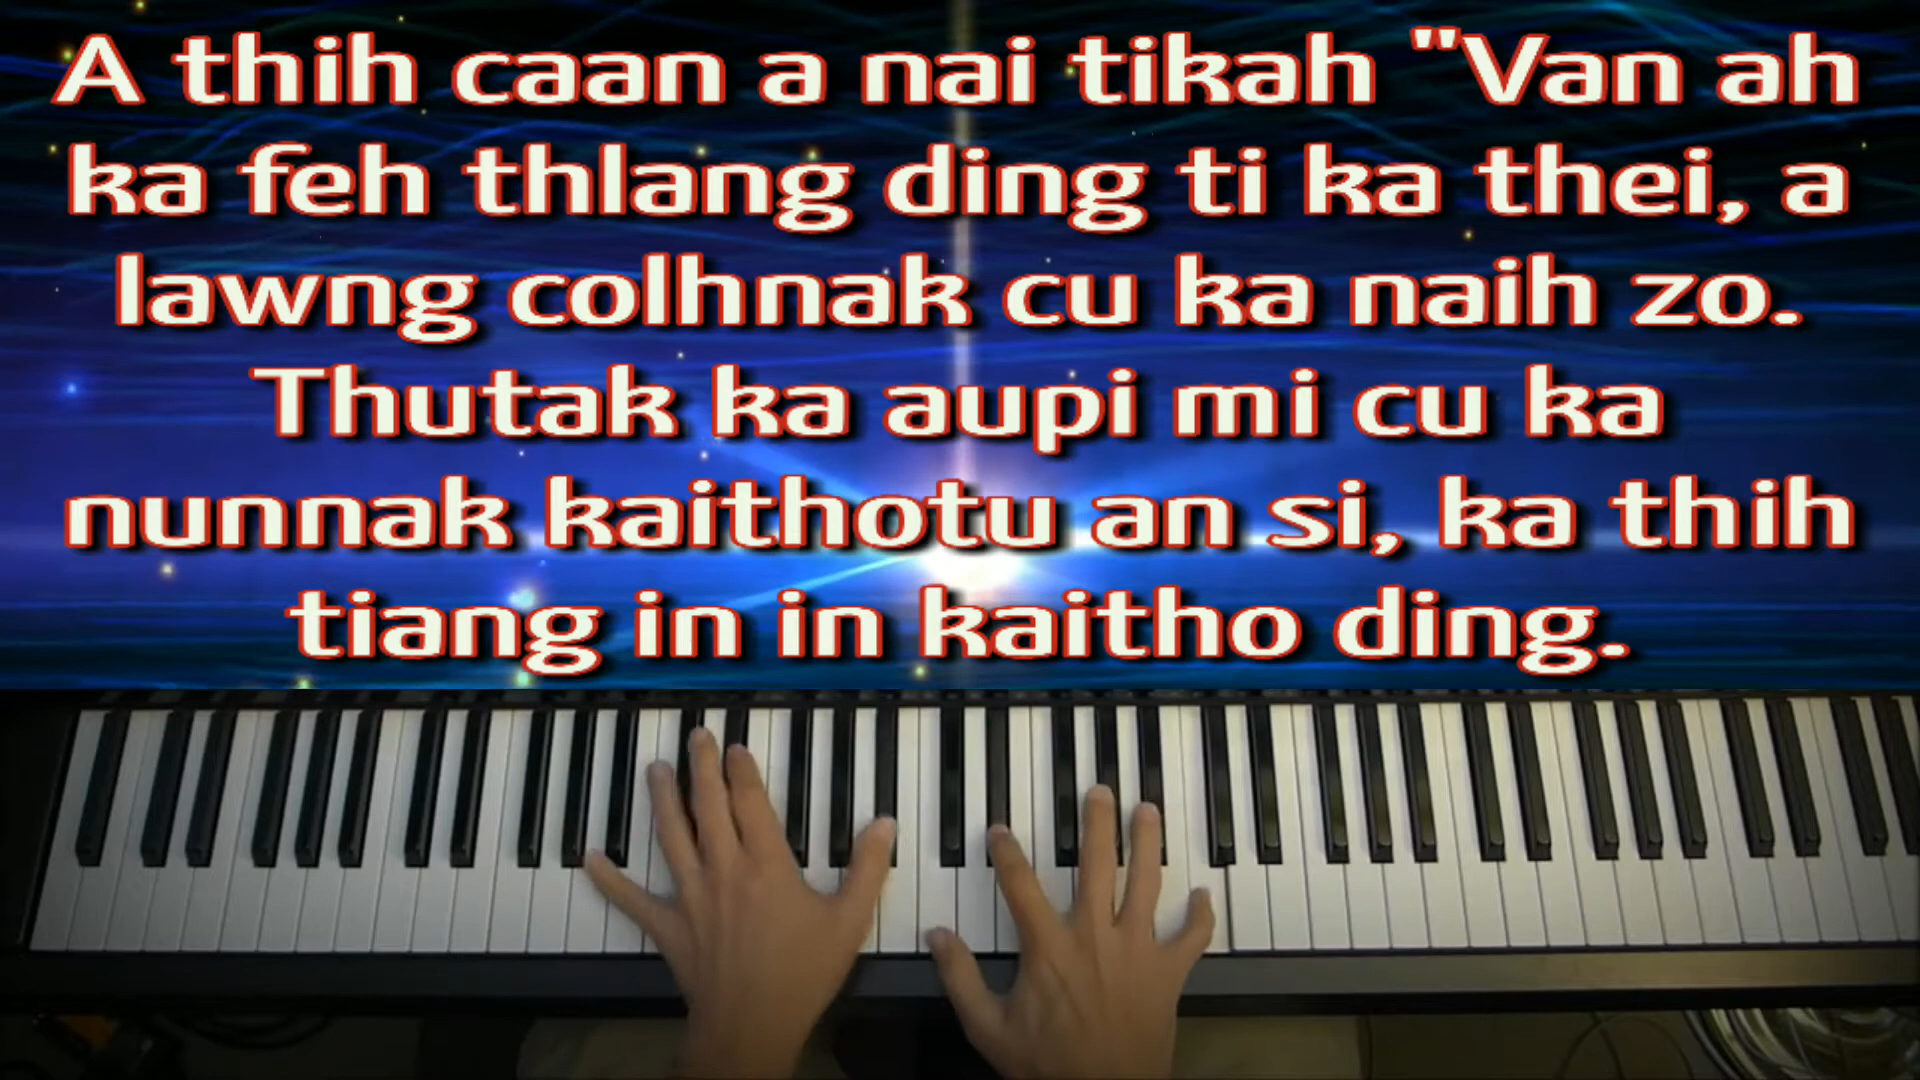 A thih caan a nai tikah "Van ah
ka feh thlang ding ti ka thei, a
lawng colhnak cu ka naih zo.
Thutak ka aupi mi cu ka
nunnak kaithotu an si, ka thih
tiang in in kaitho ding.